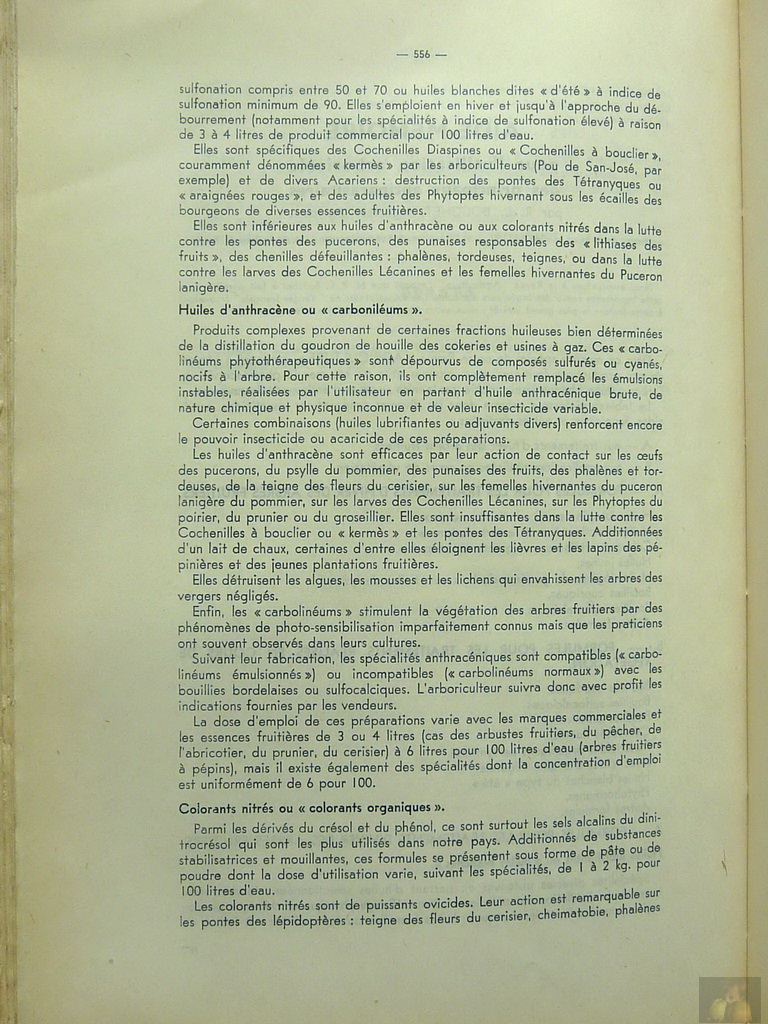 — 556 —
sulfonation compris entre 50 et 70 ou huiles blanches dites « d'été » à indice de
sulfonation minimum de 90. Elles s'emploient en hiver et jusqu'à l'approche du dé-
bourrement (notamment pour les spécialités à indice de sulfonation élevé) à raison
de 3 à 4 litres de produit commercial pour 100 litres d'eau.
Elles sont spécifiques des Cochenilles Diaspines ou « Cochenilles à bouclier »,
couramment dénommées « kermès » par les arboriculteurs (Pou de San-José, par
exemple) et de divers Acariens : destruction des pontes des Tétranyques ou
« araignées rouges », et des adultes des Phytoptes hivernant sous les écailles des
bourgeons de diverses essences fruitières.
Elles sont inférieures aux huiles d'anthracène ou aux colorants nitrés dans la lutte
contre les pontes des pucerons, des punaises responsables des « lithiases des
fruits », des chenilles défeuillantes : phalènes, tordeuses, teignes, ou dans la lutte
contre les larves des Cochenilles Lécanines et les femelles hivernantes du Puceron
lanigère.
Huiles d'anthracène ou « carboniléums ».
Produits complexes provenant de certaines fractions huileuses bien déterminées
de la distillation du goudron de houille des cokeries et usines à gaz. Ces « carbo-
linéums phytothérapeutiques » sont dépourvus de composés sulfurés ou cyanés,
nocifs à l'arbre. Pour cette raison, ils ont complètement remplacé les émulsions
instables, réalisées par l'utilisateur en partant d'huile anthracénique brute, de
nature chimique et physique inconnue et de valeur insecticide variable.
Certaines combinaisons (huiles lubrifiantes ou adjuvants divers) renforcent encore
le pouvoir insecticide ou acaricide de ces préparations.
Les huiles d'anthracène sont efficaces par leur action de contact sur les œufs
des pucerons, du psylle du pommier, des punaises des fruits, des phalènes et tor-
deuses, de la teigne des fleurs du cerisier, sur les femelles hivernantes du puceron
lanigère du pommier, sur les larves des Cochenilles Lécanines, sur les Phytoptes du
poirier, du prunier ou du groseillier. Elles sont insuffisantes dans la lutte contre les
Cochenilles à bouclier ou « kermès » et les pontes des Tétranyques. Additionnées
d'un lait de chaux, certaines d'entre elles éloignent les lièvres et les lapins des pé-
pinières et des jeunes plantations fruitières.
Elles détruisent les algues, les mousses et les lichens qui envahissent les arbres des
vergers négligés.
Enfin, les « carbolinéums » stimulent la végétation des arbres fruitiers par des
phénomènes de photo-sensibilisation imparfaitement connus mais que les praticiens
ont souvent observés dans leurs cultures.
Suivant leur fabrication, les spécialités anthracéniques sont compatibles (« carbo-
linéums émulsionnés ») ou incompatibles (« carbolinéums normaux ») avec les
bouillies bordelaises ou sulfocalciques. L'arboriculteur suivra donc avec profit les
indications fournies par les vendeurs.
La dose d'emploi de ces préparations varie avec les marques commerciales et
les essences fruitières de 3 ou 4 litres (cas des arbustes fruitiers, du pêcher, de
l'abricotier, du prunier, du cerisier) à 6 litres pour 100 litres d'eau (arbres fruitiers
à pépins), mais il existe également des spécialités dont la concentration d'emploi
est uniformément de 6 pour 100.
Colorants nitrés ou « colorants organiques ».
Parmi les dérivés du crésol et du phénol, ce sont surtout les sels alcalins du dini-
trocrésol qui sont les plus utilisés dans notre pays. Additionnés de substances
stabilisatrices et mouillantes, ces formules se présentent sous forme de pâte ou de
poudre dont la dose d'utilisation varie, suivant les spécialités, de 1 à 2 kg. pour
100 litres d'eau.
Les colorants nitrés sont de puissants ovicides. Leur action est remarquable sur
les pontes des lépidoptères : teigne des fleurs du cerisier, cheimatobie, phalènes